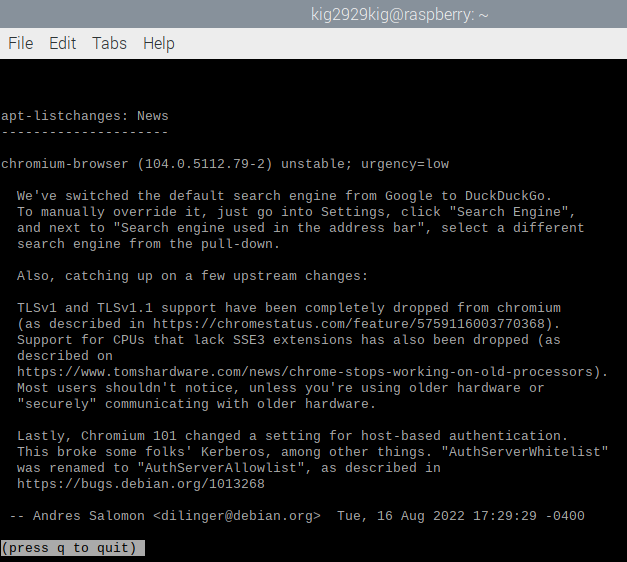 kig2929kig@raspberry: ~
File Edit Tabs Help
apt-listchanges: News
---------------------
chromium-browser (104.0.5112.79-2) unstable; urgency=low
We've switched the default search engine from Google to DuckDuckGo.
To manually override it, just go into Settings, click "Search Engine",
and next to "Search engine used in the address bar", select a different
search engine from the pull-down.
Also, catching up on a few upstream changes:
TLSv1 and TLSv1.1 support have been completely dropped from chromium
(as described in https://chromestatus.com/feature/5759116003770368).
Support for CPUs that lack SSE3 extensions has also been dropped (as
described on
https://www.tomshardware.com/news/chrome-stops-working-on-old-processors).
Most users shouldn't notice, unless you're using older hardware or
"securely" communicating with older hardware.
Lastly, Chromium 101 changed a setting for host-based authentication.
This broke some folks' Kerberos, among other things. "AuthServerWhitelist"
was renamed to "AuthServerAllowlist", as described in
https://bugs.debian.org/1013268
-- Andres Salomon <dilinger@debian.org>  Tue, 16 Aug 2022 17:29:29 -0400
(press q to quit)